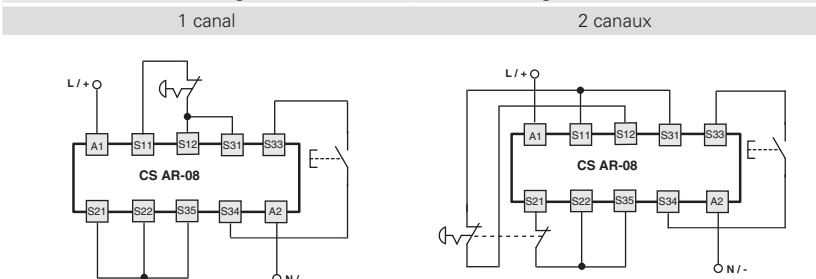 1 canal
2 canaux
L / +
A1 S11 S12 S31 S33
CS AR-08
S21 S22 S35 S34 A2
L / +
A1 S11 S12 S31 S33
CS AR-08
S21 S22 S35 S34 A2
N / -